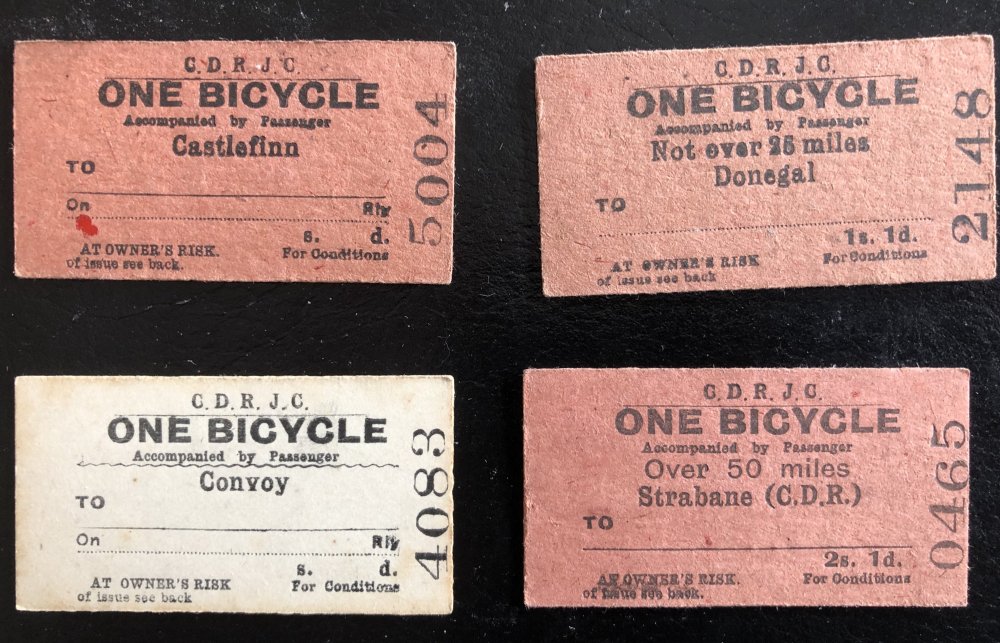 C. D. R. J. C.
ONE BICYCLE
Accompanied by Passenger
Castlefinn
TO
On Rly
s. d.
AT OWNER'S RISK. For Conditions
of issue see back.
5004
C. D. R. J. C.
ONE BICYCLE
Accompanied by Passenger
Not over 25 miles
Donegal
TO
1s. 1d.
AT OWNER'S RISK For Conditions
of issue see back
2148
C. D. R. J. C.
ONE BICYCLE
Accompanied by Passenger
Convoy
TO
On Rly
s. d.
AT OWNER'S RISK For Conditions
of issue see back
4083
C. D. R. J. C.
ONE BICYCLE
Accompanied by Passenger
Over 50 miles
Strabane (C.D.R.)
TO
2s. 1d.
AT OWNER'S RISK. For Conditions
of issue see back.
0465